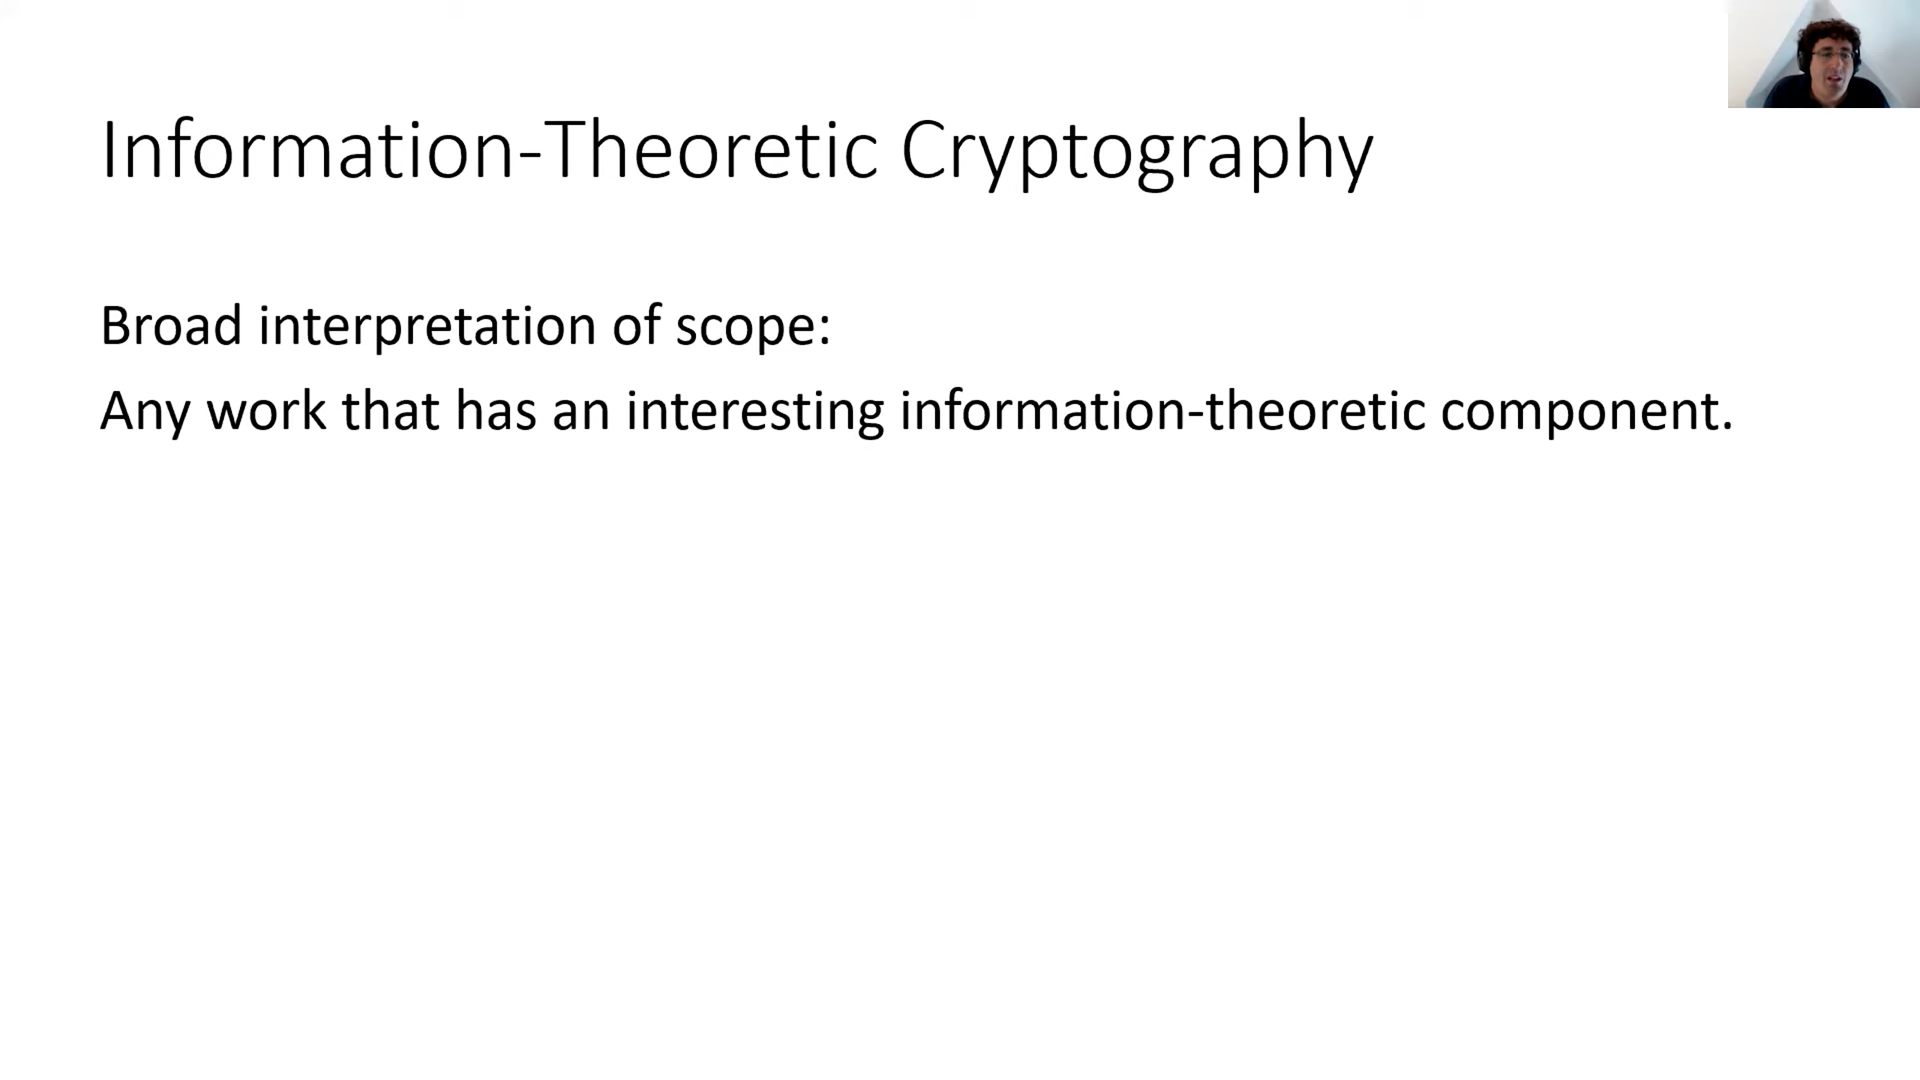 Information-Theoretic Cryptography
Broad interpretation of scope:
Any work that has an interesting information-theoretic component.